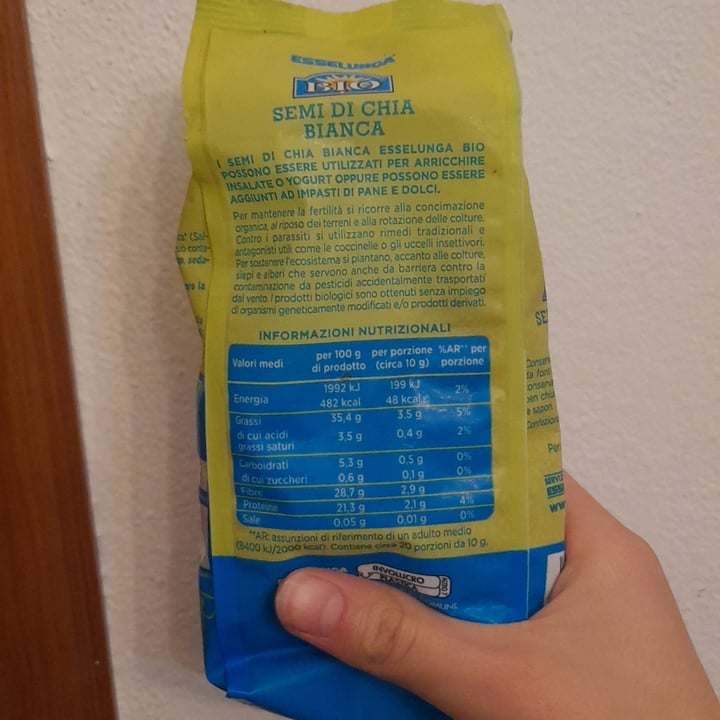 ESSELUNGA
BIO
SEMI DI CHIA
BIANCA
I SEMI DI CHIA BIANCA ESSELUNGA BIO
POSSONO ESSERE UTILIZZATI PER ARRICCHIRE
INSALATE O YOGURT OPPURE POSSONO ESSERE
AGGIUNTI AD IMPASTI DI PANE E DOLCI.
Per mantenere la fertilità si ricorre alla concimazione
organica, al riposo dei terreni e alla rotazione delle colture.
Contro i parassiti si utilizzano rimedi tradizionali e
antagonisti utili come le coccinelle o gli uccelli insettivori.
Per sostenere l'ecosistema si piantano, accanto alle colture,
siepi e alberi che servono anche da barriera contro la
contaminazione da pesticidi accidentalmente trasportati
dal vento. I prodotti biologici sono ottenuti senza impiego
di organismi geneticamente modificati e/o prodotti derivati.
INFORMAZIONI NUTRIZIONALI
Valori medi per 100 g di prodotto per porzione (circa 10 g) %AR** per porzione
Energia 1992 kJ 199 kJ 2%
482 kcal 48 kcal
Grassi 35,4 g 3,5 g 5%
di cui acidi grassi saturi 3,5 g 0,4 g 2%
Carboidrati 5,3 g 0,5 g 0%
di cui zuccheri 0,6 g 0,1 g 0%
Fibre 28,7 g 2,9 g
Proteine 21,3 g 2,1 g 4%
Sale 0,05 g 0,01 g 0%
**AR: assunzioni di riferimento di un adulto medio
(8400 kJ/2000 kcal). Contiene circa 20 porzioni da 10 g.
INVOLUCRO
PLASTICA